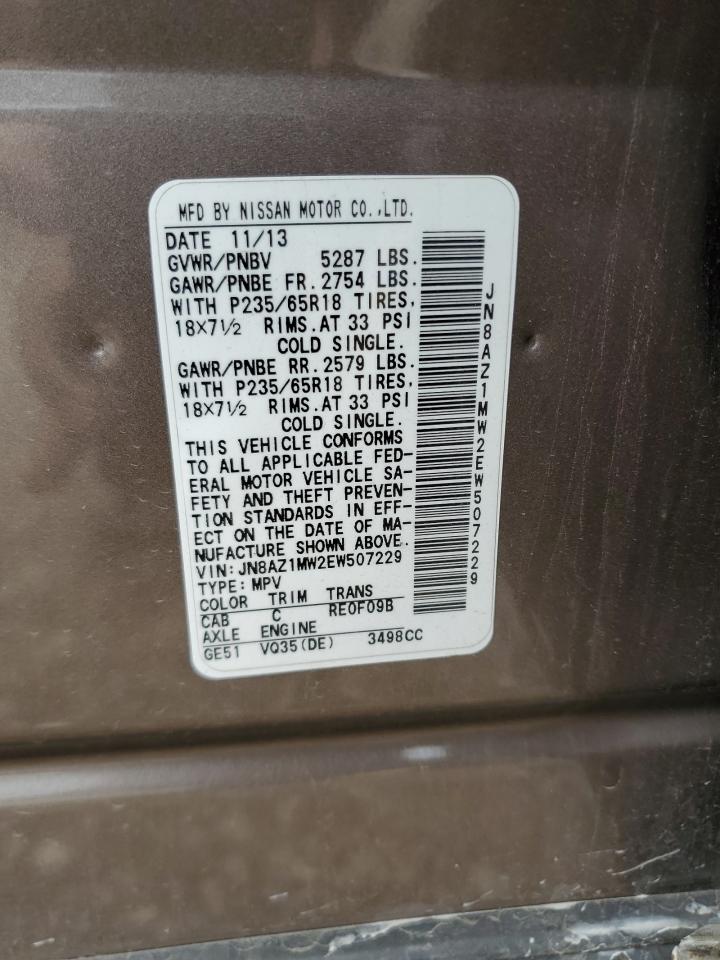 MFD BY NISSAN MOTOR CO.,LTD.
DATE 11/13
GVWR/PNBV 5287 LBS.
GAWR/PNBE FR. 2754 LBS.
WITH P235/65R18 TIRES,
18X7½ RIMS.AT 33 PSI
COLD SINGLE.
GAWR/PNBE RR. 2579 LBS.
WITH P235/65R18 TIRES,
18X7½ RIMS.AT 33 PSI
COLD SINGLE.
THIS VEHICLE CONFORMS
TO ALL APPLICABLE FED-
ERAL MOTOR VEHICLE SA-
FETY AND THEFT PREVEN-
TION STANDARDS IN EFF-
ECT ON THE DATE OF MA-
NUFACTURE SHOWN ABOVE.
VIN:JN8AZ1MW2EW507229
TYPE:MPV
COLOR TRIM TRANS
CAB C RE0F09B
AXLE ENGINE
GE51 VQ35(DE) 3498CC
JN8AZ1MW2EW507229